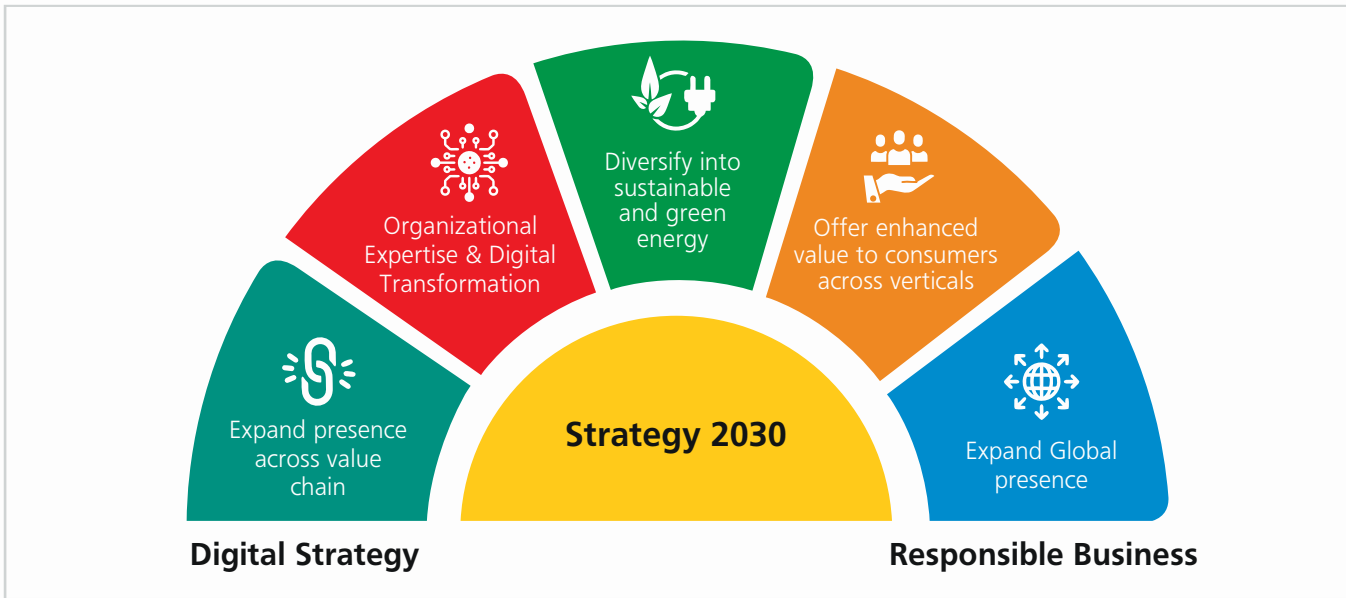 Expand presence
across value
chain
Organizational
Expertise & Digital
Transformation
Diversify into
sustainable
and green
energy
Offer enhanced
value to consumers
across verticals
Expand Global
presence
Strategy 2030
Digital Strategy
Responsible Business